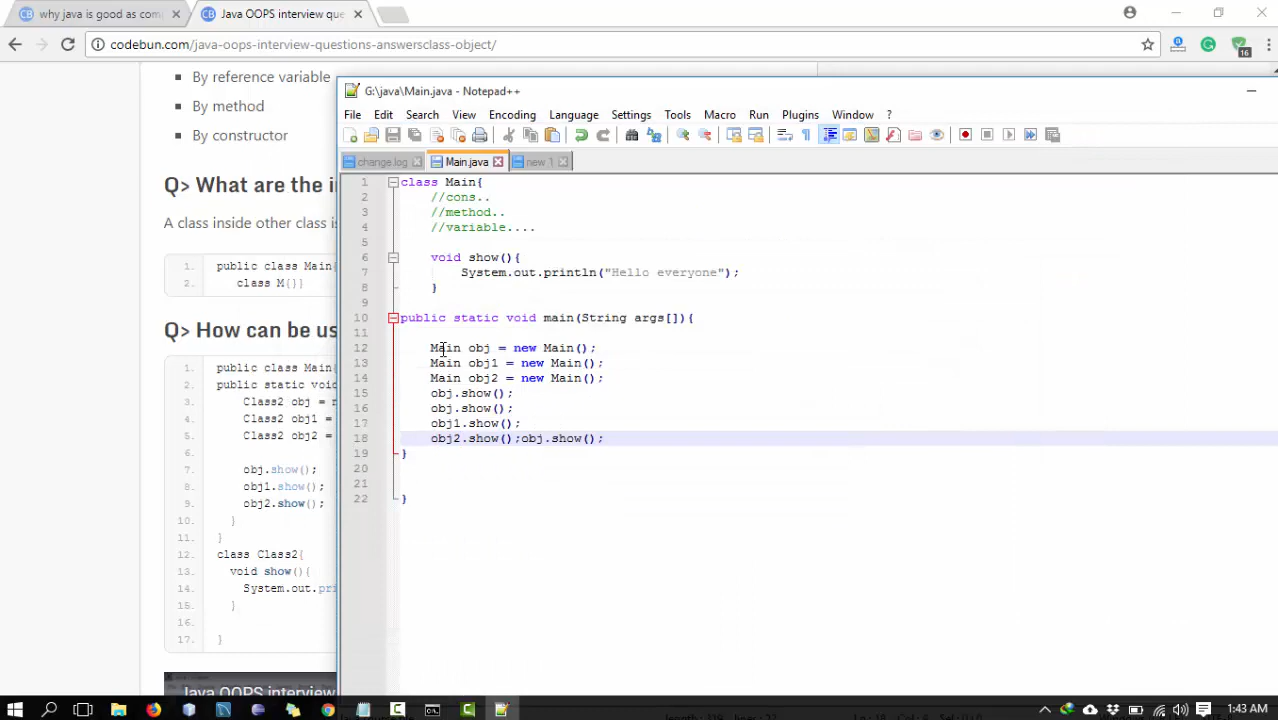 why java is good as com
Java OOPS interview que
codebun.com/java-oops-interview-questions-answersclass-object/
16
By reference variable
By method
By constructor
Q> What are the i
A class inside other class is
1. public class Main
2. class M{}}
Q> How can be us
1. public class Main
2. public static void
3. Class2 obj = n
4. Class2 obj1 =
5. Class2 obj2 =
6.
7. obj.show();
8. obj1.show();
9. obj2.show();
10. }
11. }
12. class Class2{
13. void show(){
14. System.out.pri
15. }
16.
17. }
Java OOPS interview
G:\java\Main.java - Notepad++
File Edit Search View Encoding Language Settings Tools Macro Run Plugins Window ?
change.log Main.java new 1
1 class Main{
2 //cons..
3 //method..
4 //variable....
5
6 void show(){
7 System.out.println("Hello everyone");
8 }
9
10 public static void main(String args[]){
11
12 Main obj = new Main();
13 Main obj1 = new Main();
14 Main obj2 = new Main();
15 obj.show();
16 obj.show();
17 obj1.show();
18 obj2.show();obj.show();
19 }
20
21
22 }
1:43 AM